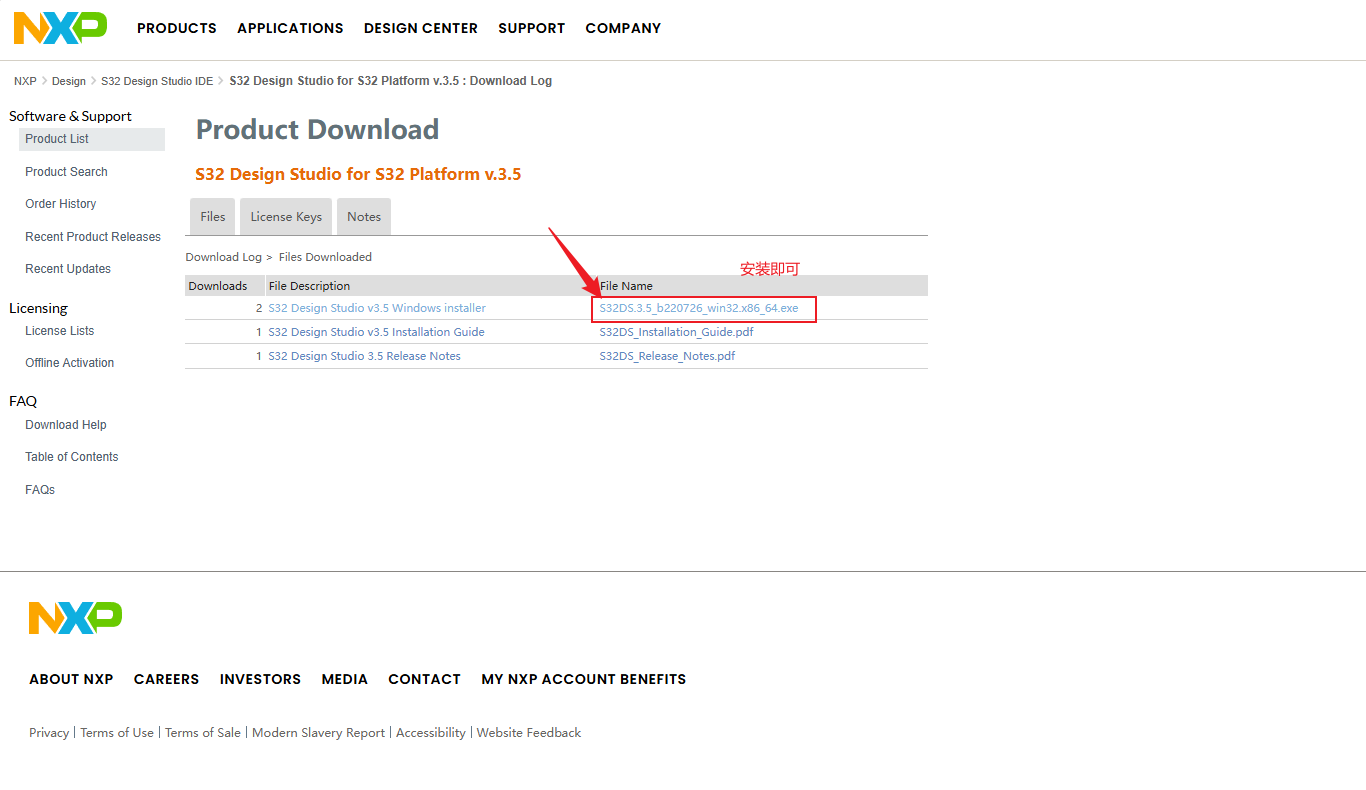 NXP PRODUCTS APPLICATIONS DESIGN CENTER SUPPORT COMPANY
NXP > Design > S32 Design Studio IDE > S32 Design Studio for S32 Platform v.3.5 : Download Log
Software & Support
Product List
Product Search
Order History
Recent Product Releases
Recent Updates
Licensing
License Lists
Offline Activation
FAQ
Download Help
Table of Contents
FAQs
Product Download
S32 Design Studio for S32 Platform v.3.5
Files License Keys Notes
Download Log > Files Downloaded
安装即可
Downloads File Description File Name
2 S32 Design Studio v3.5 Windows installer S32DS.3.5_b220726_win32.x86_64.exe
1 S32 Design Studio v3.5 Installation Guide S32DS_Installation_Guide.pdf
1 S32 Design Studio 3.5 Release Notes S32DS_Release_Notes.pdf
NXP
ABOUT NXP CAREERS INVESTORS MEDIA CONTACT MY NXP ACCOUNT BENEFITS
Privacy | Terms of Use | Terms of Sale | Modern Slavery Report | Accessibility | Website Feedback